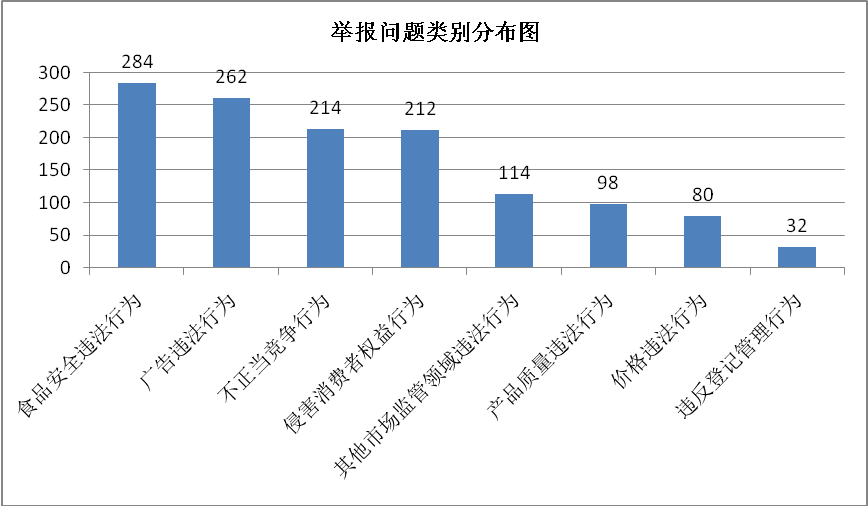 举报问题类别分布图
300
250
200
150
100
50
0
284
262
214
212
114
98
80
32
食品安全违法行为
广告违法行为
不正当竞争行为
侵害消费者权益行为
其他市场监管领域违法行为
产品质量违法行为
价格违法行为
违反登记管理行为